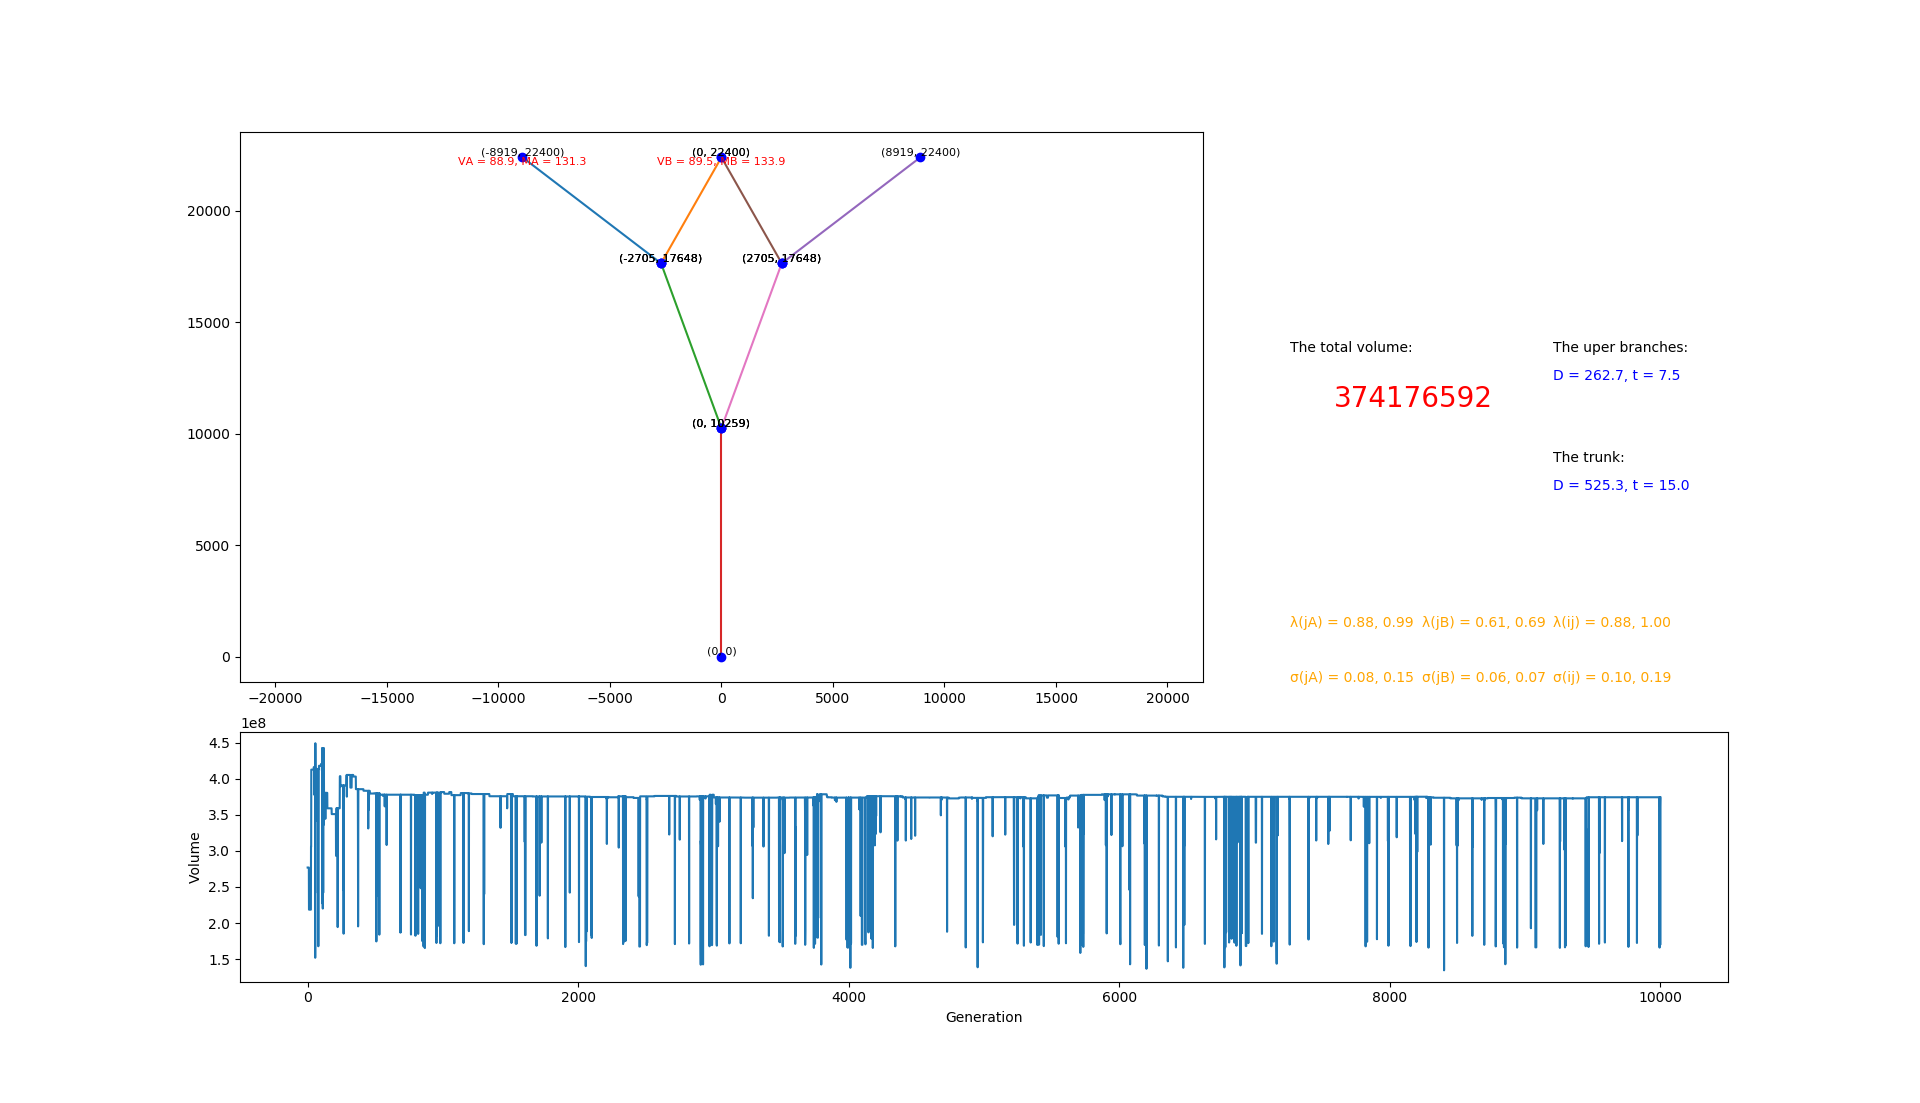 (-8919, 22400) (0, 22400) (8919, 22400)
VA = 88.9, MA = 131.3 VB = 89.5, MB = 133.9
20000
(-2705, 17648) (2705, 17648)
15000
10000
(0, 10259)
5000
0
(0, 0)
−20000 −15000 −10000 −5000 0 5000 10000 15000 20000
The total volume:
374176592
The uper branches:
D = 262.7, t = 7.5
The trunk:
D = 525.3, t = 15.0
λ(jA) = 0.88, 0.99 λ(jB) = 0.61, 0.69 λ(ij) = 0.88, 1.00
σ(jA) = 0.08, 0.15 σ(jB) = 0.06, 0.07 σ(ij) = 0.10, 0.19
1e8
4.5
4.0
3.5
3.0
2.5
2.0
1.5
Volume
0 2000 4000 6000 8000 10000
Generation